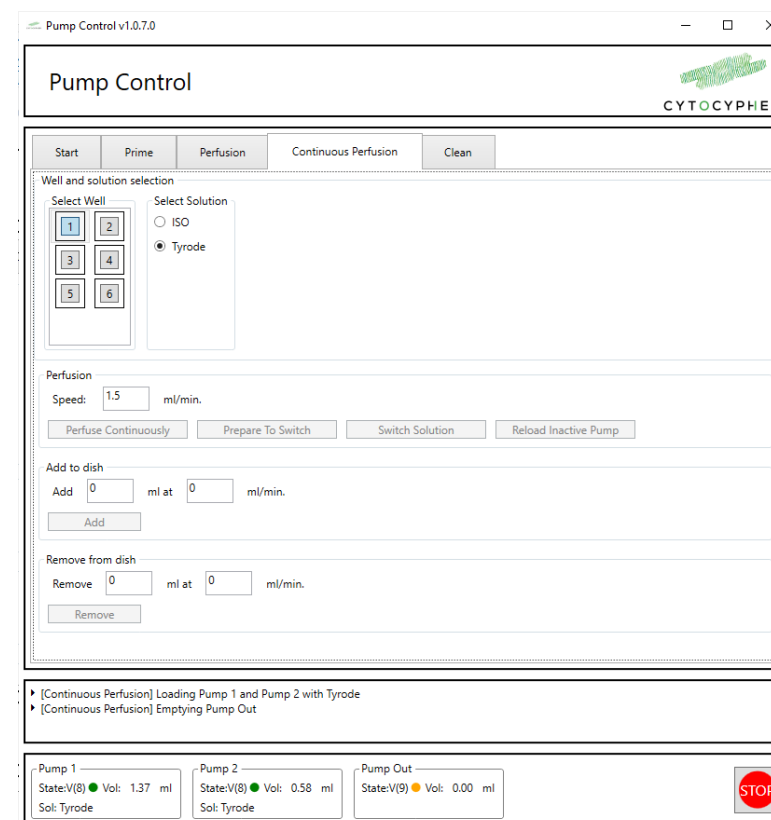 Pump Control v1.0.7.0
Pump Control
CYTOCYPHE
Start Prime Perfusion Continuous Perfusion Clean
Well and solution selection
Select Well Select Solution
1 2 ISO
3 4 Tyrode
5 6
Perfusion
Speed: 1.5 ml/min.
Perfuse Continuously Prepare To Switch Switch Solution Reload Inactive Pump
Add to dish
Add 0 ml at 0 ml/min.
Add
Remove from dish
Remove 0 ml at 0 ml/min.
Remove
[Continuous Perfusion] Loading Pump 1 and Pump 2 with Tyrode
[Continuous Perfusion] Emptying Pump Out
Pump 1 Pump 2 Pump Out
State:V(8) Vol: 1.37 ml State:V(8) Vol: 0.58 ml State:V(9) Vol: 0.00 ml
Sol: Tyrode Sol: Tyrode
STOP